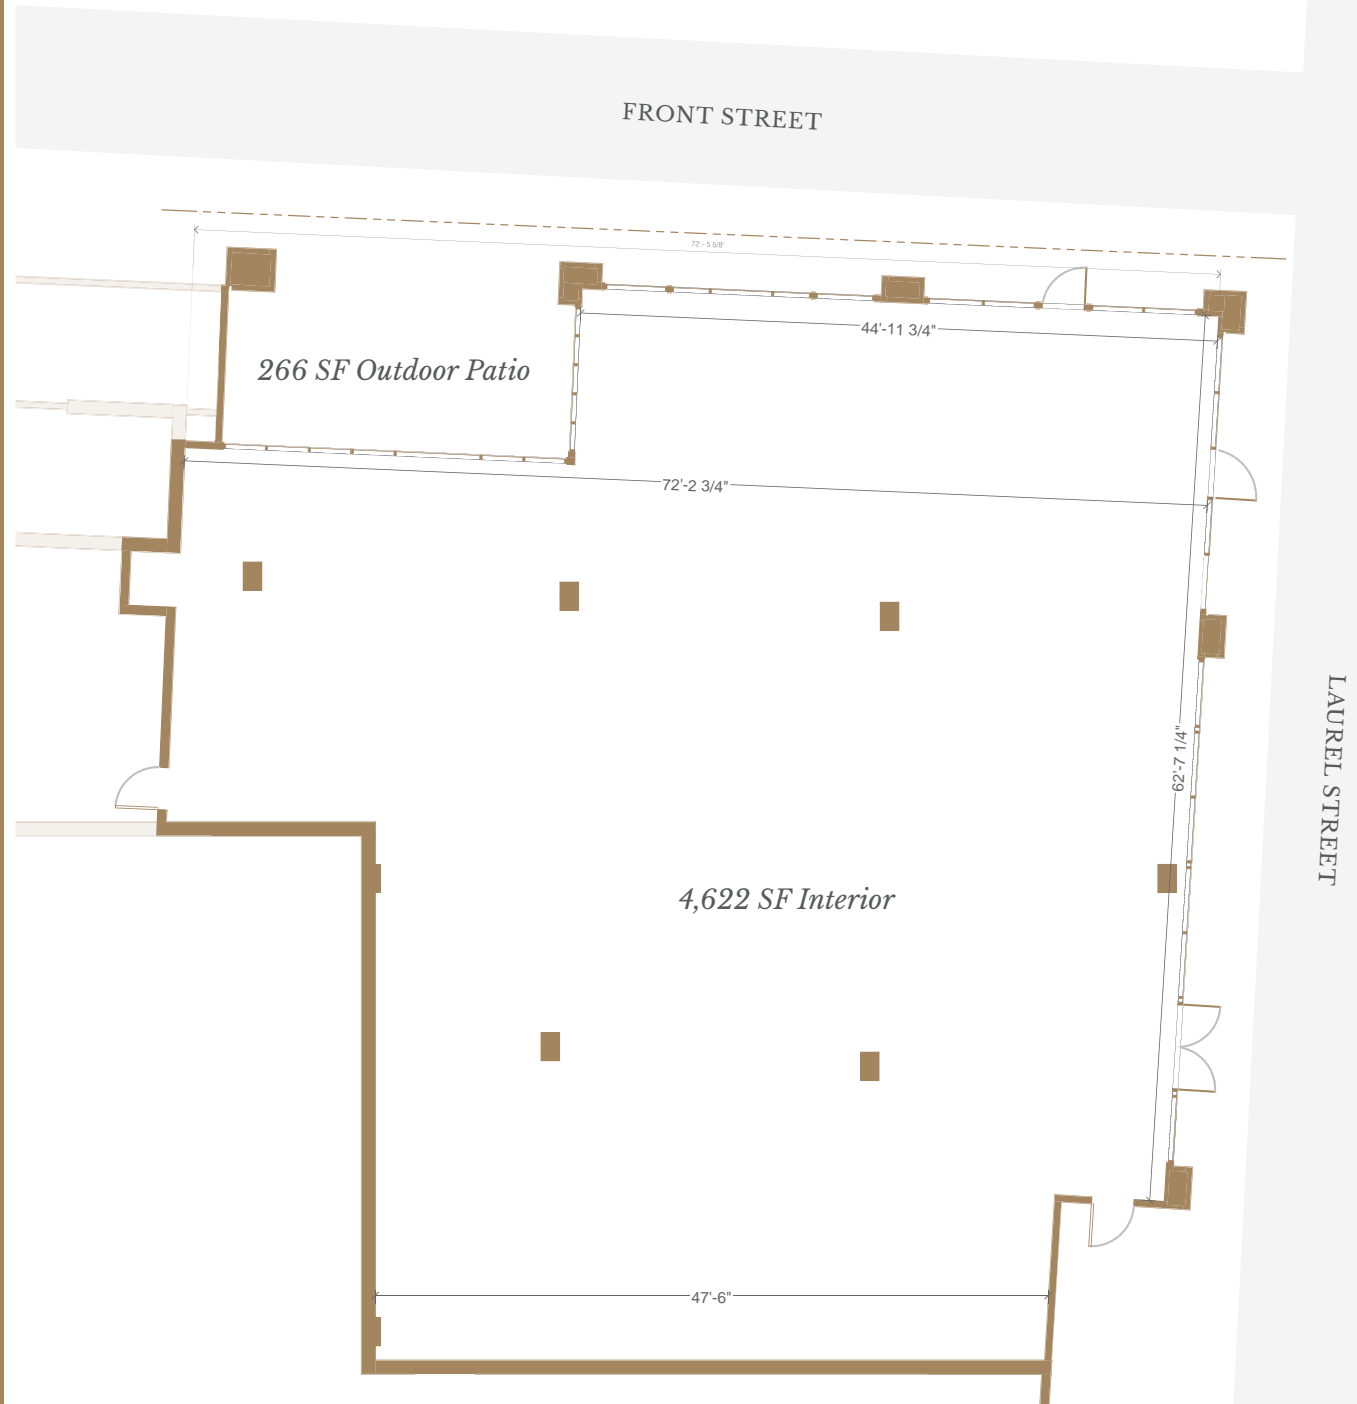 FRONT STREET
72' - 5 5/8"
44'-11 3/4"
266 SF Outdoor Patio
72'-2 3/4"
62'-7 1/4"
LAUREL STREET
4,622 SF Interior
47'-6"